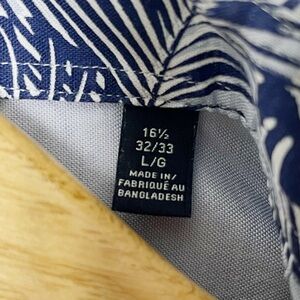 16½
32/33
L/G
MADE IN/
FABRIQUÉ AU
BANGLADESH